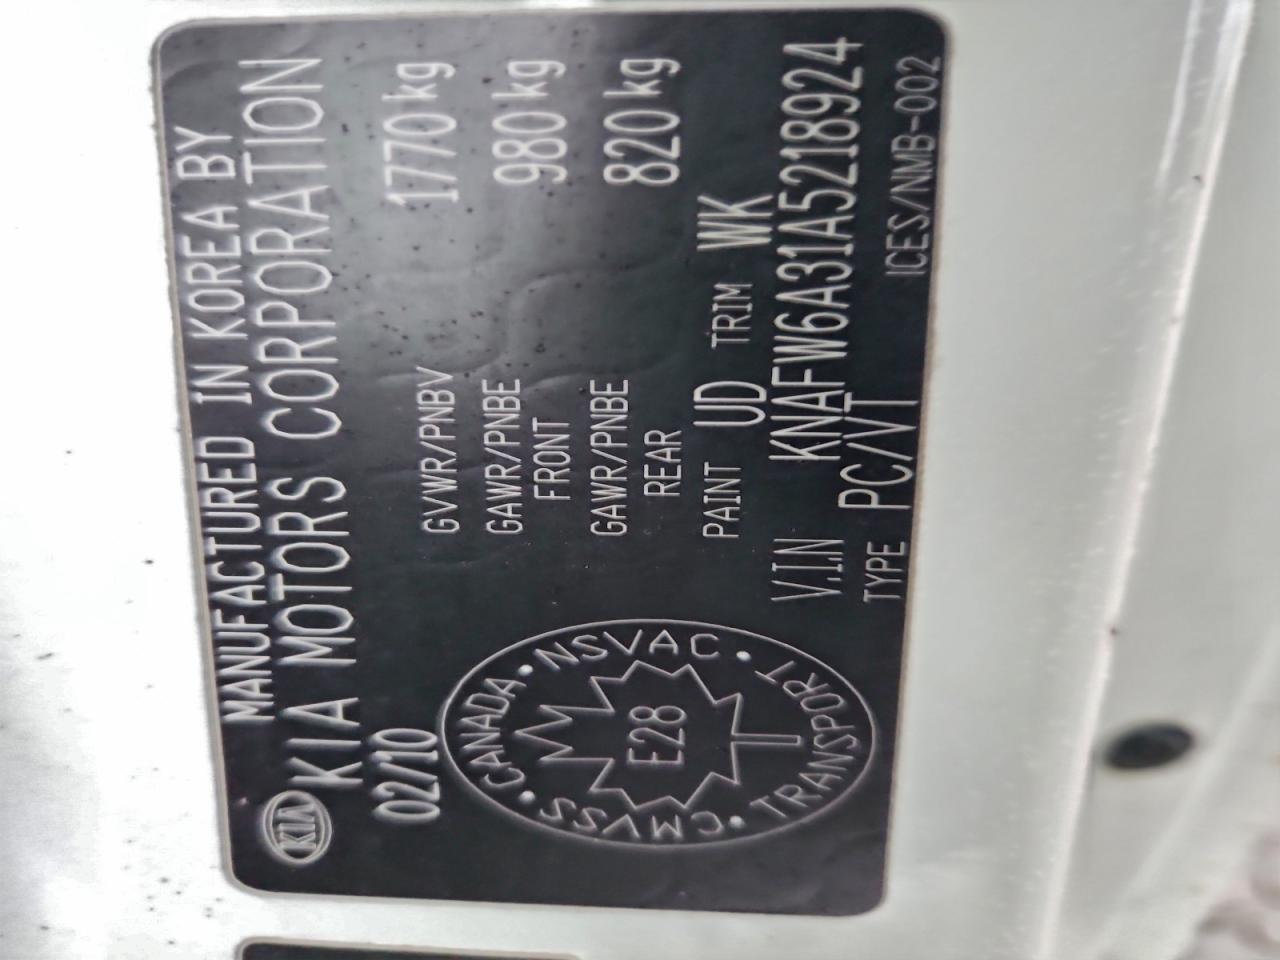 MANUFACTURED IN KOREA BY
KIA KIA MOTORS CORPORATION
02/10
GVWR/PNBV 1770 kg
GAWR/PNBE 980 kg
FRONT
GAWR/PNBE 820 kg
REAR
PAINT UD TRIM WK
V.I.N KNAFW6A31A5218924
TYPE PC/VT
ICES/NMB-002
CANADA • NSVAC • TRANSPORT • CMVSS •
E28